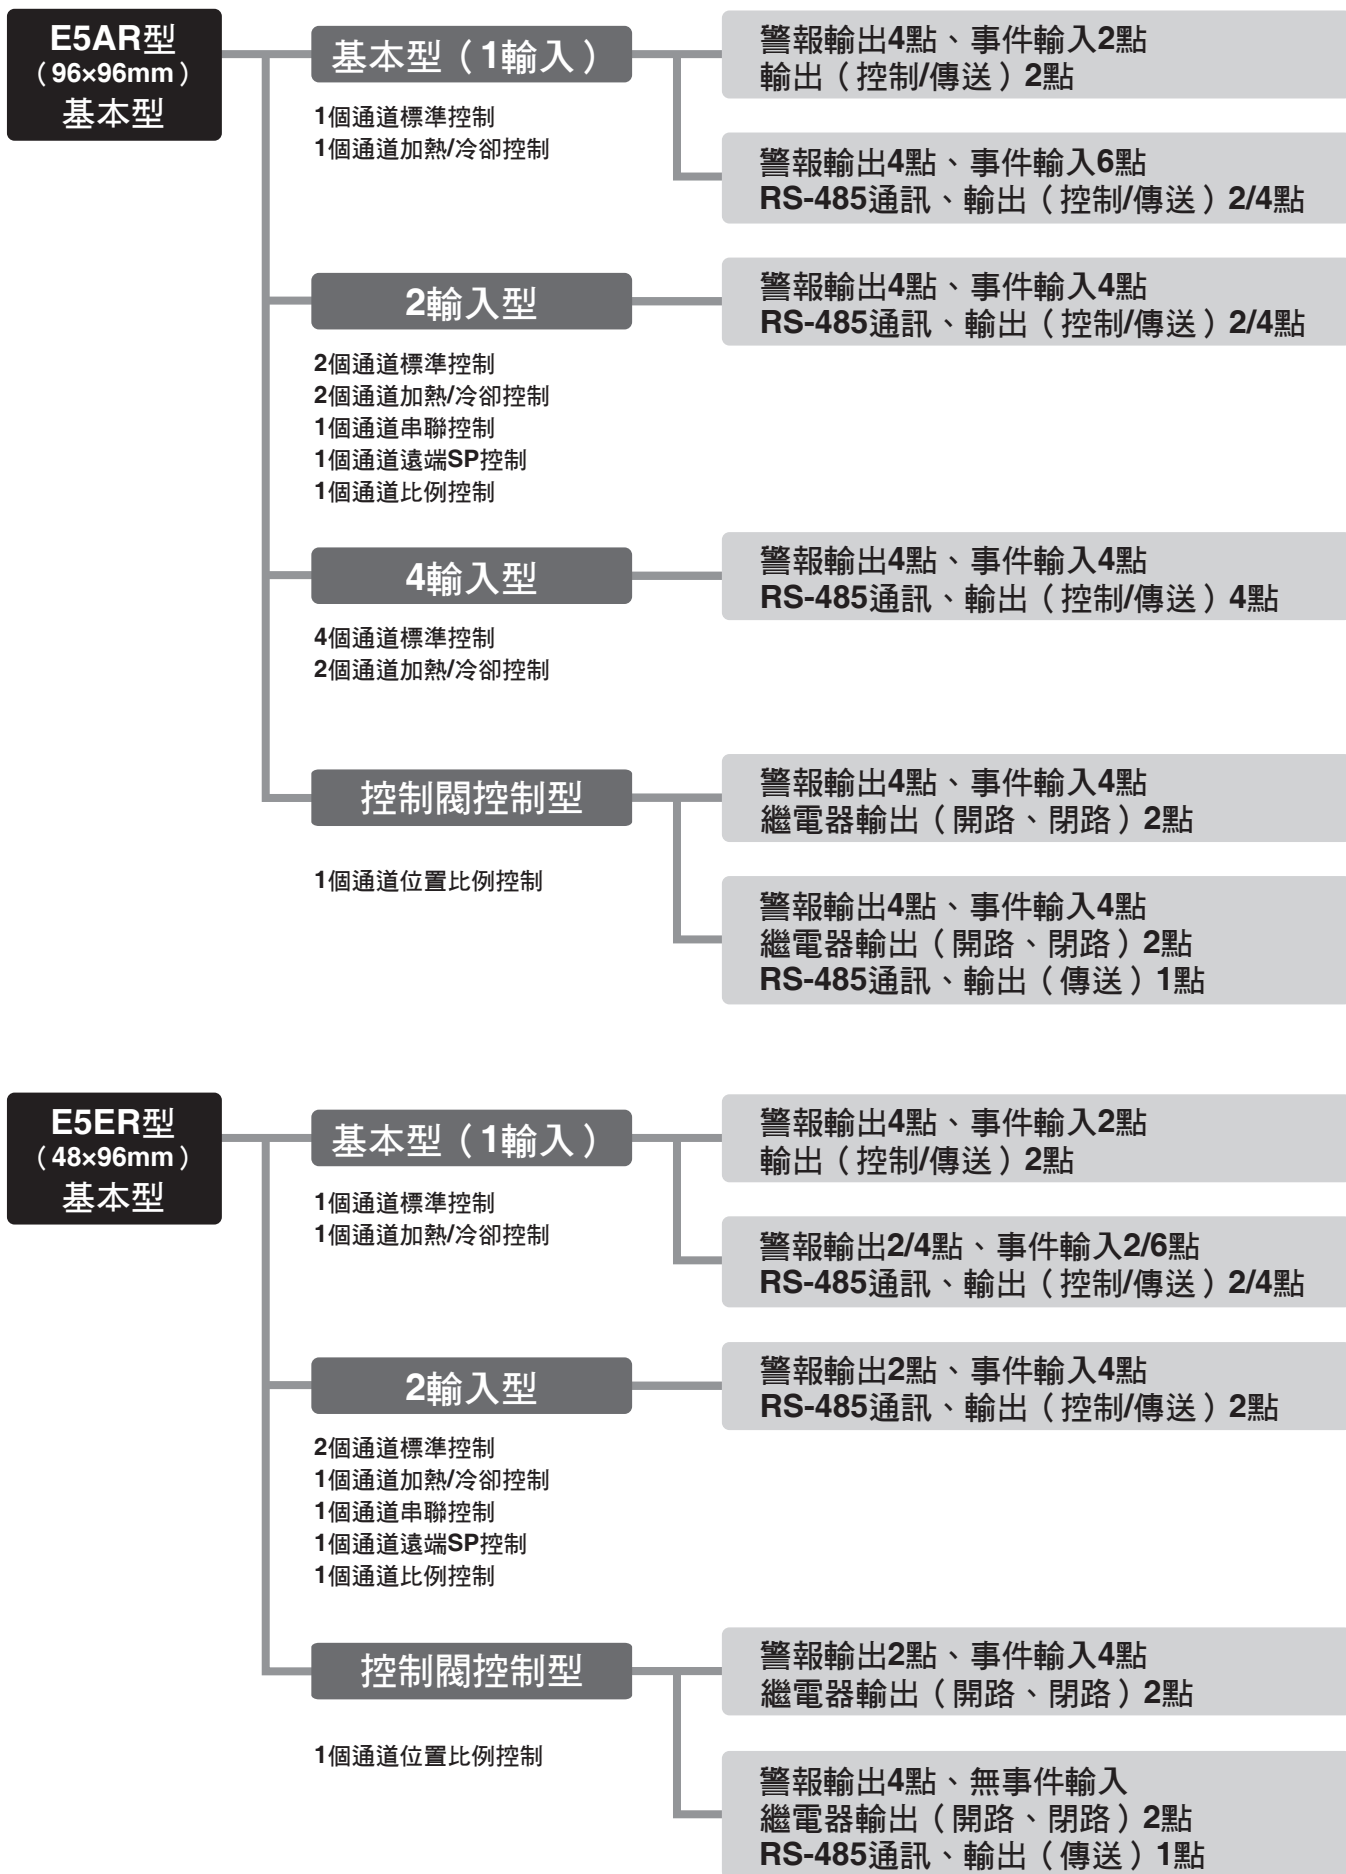 E5AR型
（96×96mm）
基本型
基本型（1輸入）
1個通道標準控制
1個通道加熱/冷卻控制
警報輸出4點、事件輸入2點
輸出（控制/傳送）2點
警報輸出4點、事件輸入6點
RS-485通訊、輸出（控制/傳送）2/4點
2輸入型
2個通道標準控制
2個通道加熱/冷卻控制
1個通道串聯控制
1個通道遠端SP控制
1個通道比例控制
警報輸出4點、事件輸入4點
RS-485通訊、輸出（控制/傳送）2/4點
4輸入型
4個通道標準控制
2個通道加熱/冷卻控制
警報輸出4點、事件輸入4點
RS-485通訊、輸出（控制/傳送）4點
控制閥控制型
1個通道位置比例控制
警報輸出4點、事件輸入4點
繼電器輸出（開路、閉路）2點
警報輸出4點、事件輸入4點
繼電器輸出（開路、閉路）2點
RS-485通訊、輸出（傳送）1點
E5ER型
（48×96mm）
基本型
基本型（1輸入）
1個通道標準控制
1個通道加熱/冷卻控制
警報輸出4點、事件輸入2點
輸出（控制/傳送）2點
警報輸出2/4點、事件輸入2/6點
RS-485通訊、輸出（控制/傳送）2/4點
2輸入型
2個通道標準控制
1個通道加熱/冷卻控制
1個通道串聯控制
1個通道遠端SP控制
1個通道比例控制
警報輸出2點、事件輸入4點
RS-485通訊、輸出（控制/傳送）2點
控制閥控制型
1個通道位置比例控制
警報輸出2點、事件輸入4點
繼電器輸出（開路、閉路）2點
警報輸出4點、無事件輸入
繼電器輸出（開路、閉路）2點
RS-485通訊、輸出（傳送）1點